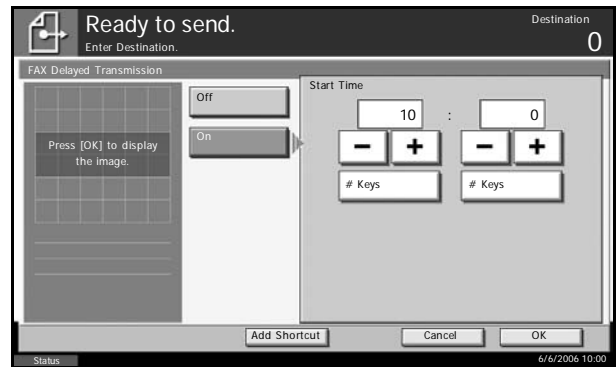 Ready to send.
Enter Destination.
Destination
0
FAX Delayed Transmission
Press [OK] to display
the image.
Off
On
Start Time
10 : 0
− + − +
# Keys # Keys
Add Shortcut Cancel OK
Status 6/6/2006 10:00